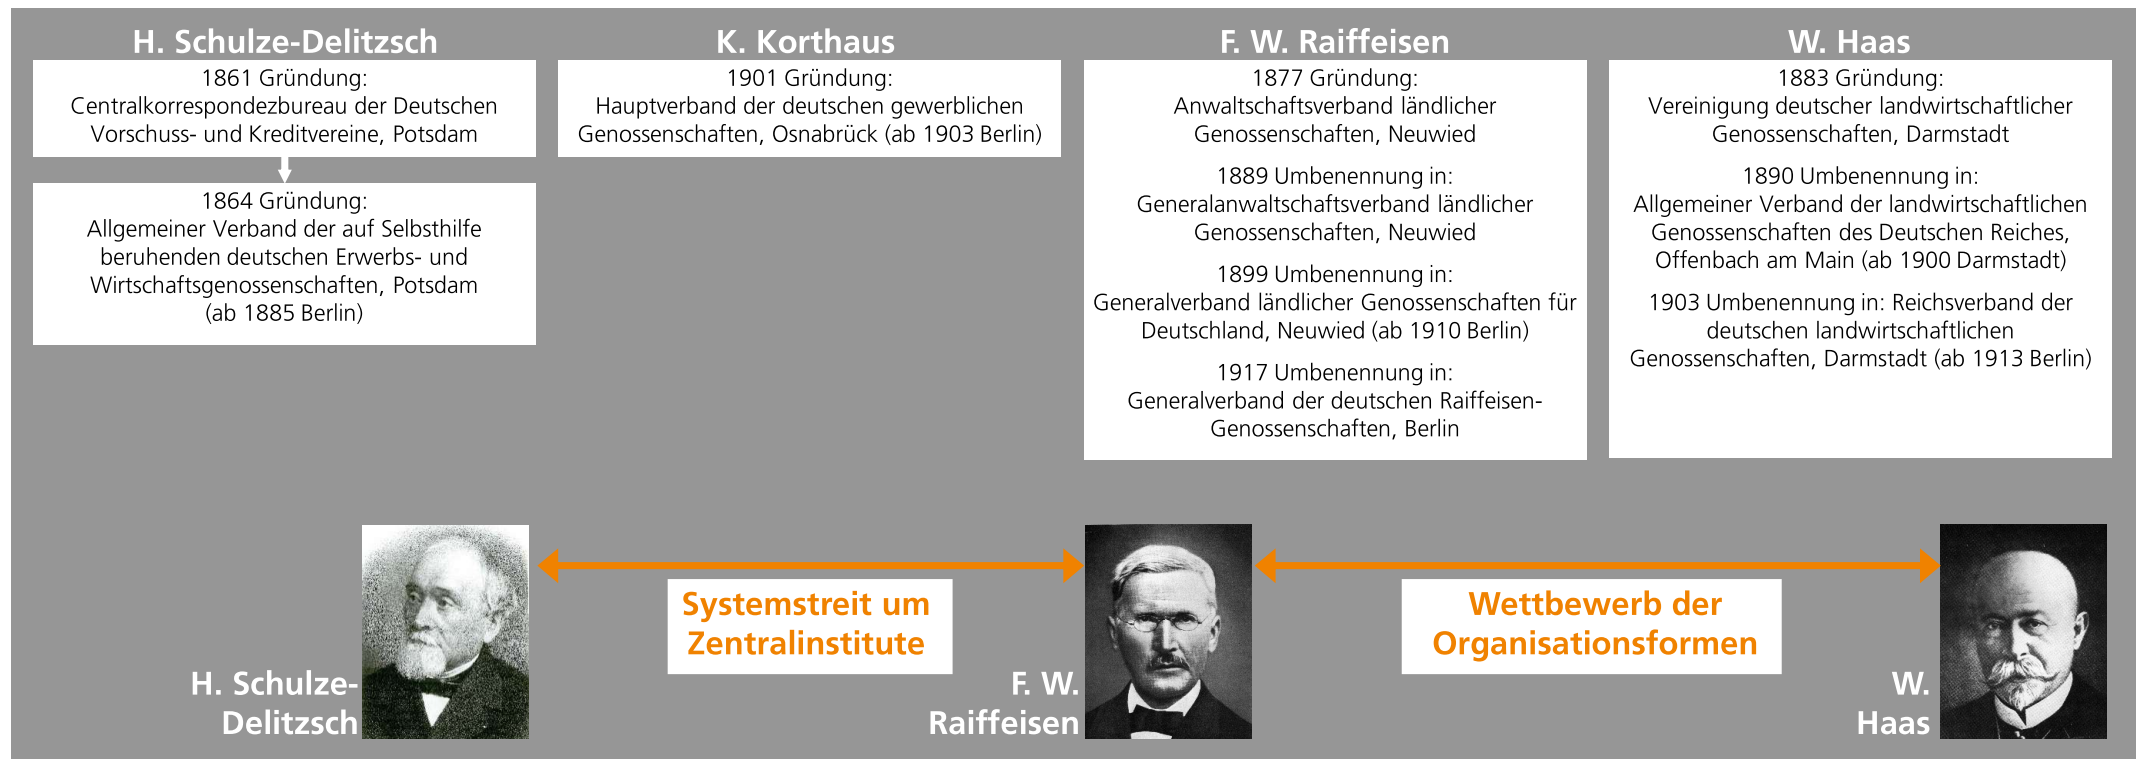 H. Schulze-Delitzsch
1861 Gründung:
Centralkorrespondezbureau der Deutschen
Vorschuss- und Kreditvereine, Potsdam
1864 Gründung:
Allgemeiner Verband der auf Selbsthilfe
beruhenden deutschen Erwerbs- und
Wirtschaftsgenossenschaften, Potsdam
(ab 1885 Berlin)
K. Korthaus
1901 Gründung:
Hauptverband der deutschen gewerblichen
Genossenschaften, Osnabrück (ab 1903 Berlin)
F. W. Raiffeisen
1877 Gründung:
Anwaltschaftsverband ländlicher
Genossenschaften, Neuwied
1889 Umbenennung in:
Generalanwaltschaftsverband ländlicher
Genossenschaften, Neuwied
1899 Umbenennung in:
Generalverband ländlicher Genossenschaften für
Deutschland, Neuwied (ab 1910 Berlin)
1917 Umbenennung in:
Generalverband der deutschen Raiffeisen-
Genossenschaften, Berlin
W. Haas
1883 Gründung:
Vereinigung deutscher landwirtschaftlicher
Genossenschaften, Darmstadt
1890 Umbenennung in:
Allgemeiner Verband der landwirtschaftlichen
Genossenschaften des Deutschen Reiches,
Offenbach am Main (ab 1900 Darmstadt)
1903 Umbenennung in: Reichsverband der
deutschen landwirtschaftlichen
Genossenschaften, Darmstadt (ab 1913 Berlin)
H. Schulze-
Delitzsch
Systemstreit um
Zentralinstitute
F. W.
Raiffeisen
Wettbewerb der
Organisationsformen
W.
Haas